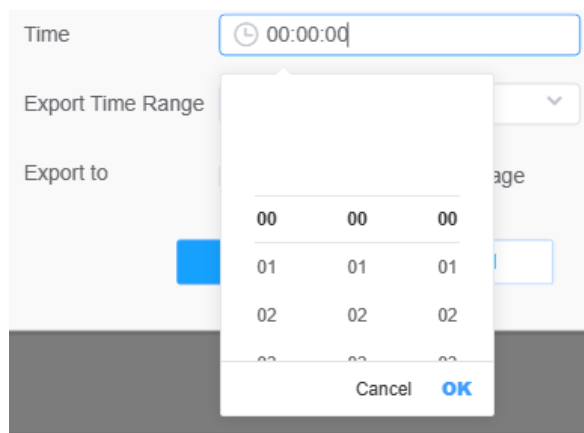 Time 00:00:00
Export Time Range
Export to age
00 00 00
01 01 01
02 02 02
Cancel OK